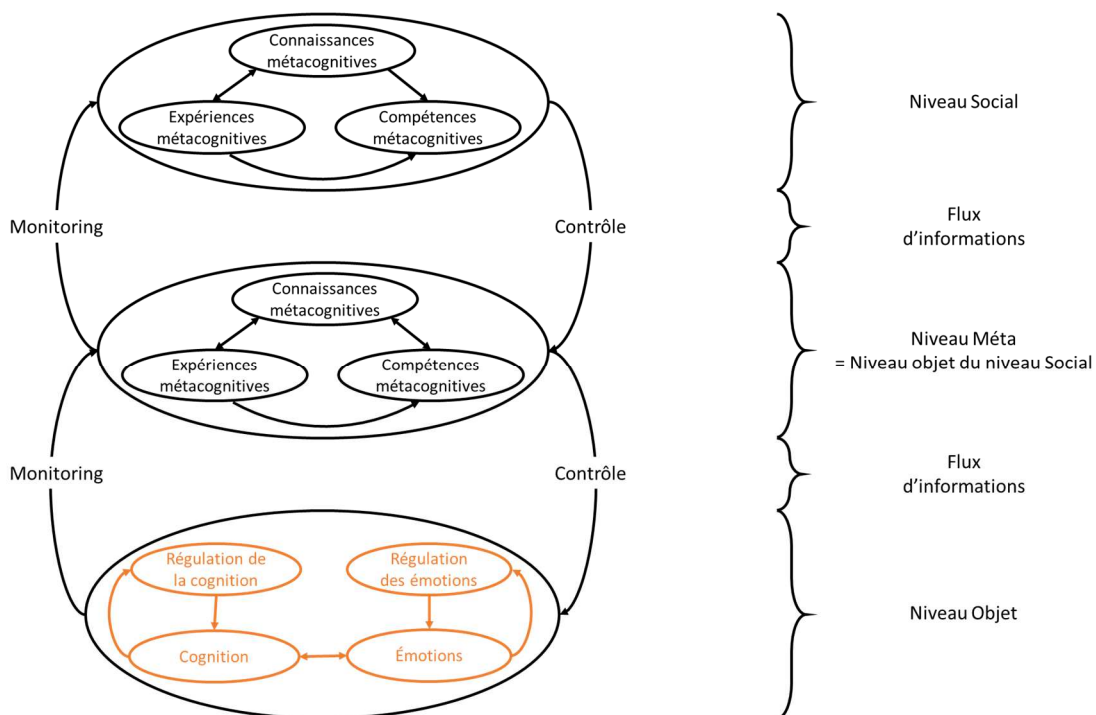 Connaissances
métacognitives
Expériences
métacognitives
Compétences
métacognitives
Niveau Social
Monitoring
Contrôle
Flux
d’informations
Connaissances
métacognitives
Expériences
métacognitives
Compétences
métacognitives
Niveau Méta
= Niveau objet du niveau Social
Monitoring
Contrôle
Flux
d’informations
Régulation de
la cognition
Régulation
des émotions
Cognition
Émotions
Niveau Objet